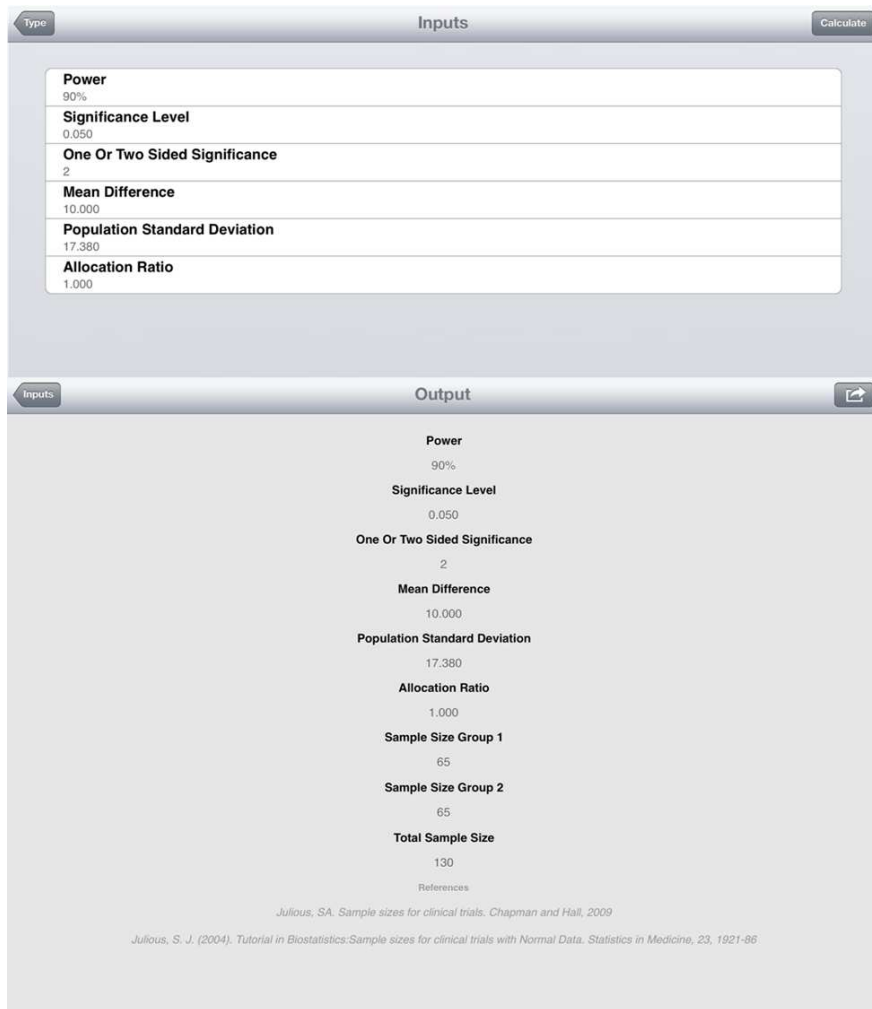 Type
Inputs
Calculate
Power
90%
Significance Level
0.050
One Or Two Sided Significance
2
Mean Difference
10.000
Population Standard Deviation
17.380
Allocation Ratio
1.000
Inputs
Output
Power
90%
Significance Level
0.050
One Or Two Sided Significance
2
Mean Difference
10.000
Population Standard Deviation
17.380
Allocation Ratio
1.000
Sample Size Group 1
65
Sample Size Group 2
65
Total Sample Size
130
References
Julious, SA. Sample sizes for clinical trials. Chapman and Hall, 2009
Julious, S. J. (2004). Tutorial in Biostatistics:Sample sizes for clinical trials with Normal Data. Statistics in Medicine, 23, 1921-86